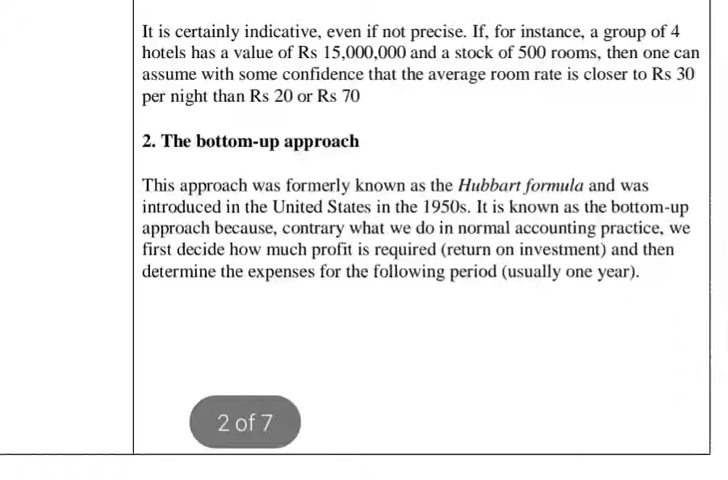 It is certainly indicative, even if not precise. If, for instance, a group of 4
hotels has a value of Rs 15,000,000 and a stock of 500 rooms, then one can
assume with some confidence that the average room rate is closer to Rs 30
per night than Rs 20 or Rs 70
2. The bottom-up approach
This approach was formerly known as the Hubbart formula and was
introduced in the United States in the 1950s. It is known as the bottom-up
approach because, contrary what we do in normal accounting practice, we
first decide how much profit is required (return on investment) and then
determine the expenses for the following period (usually one year).
2 of 7